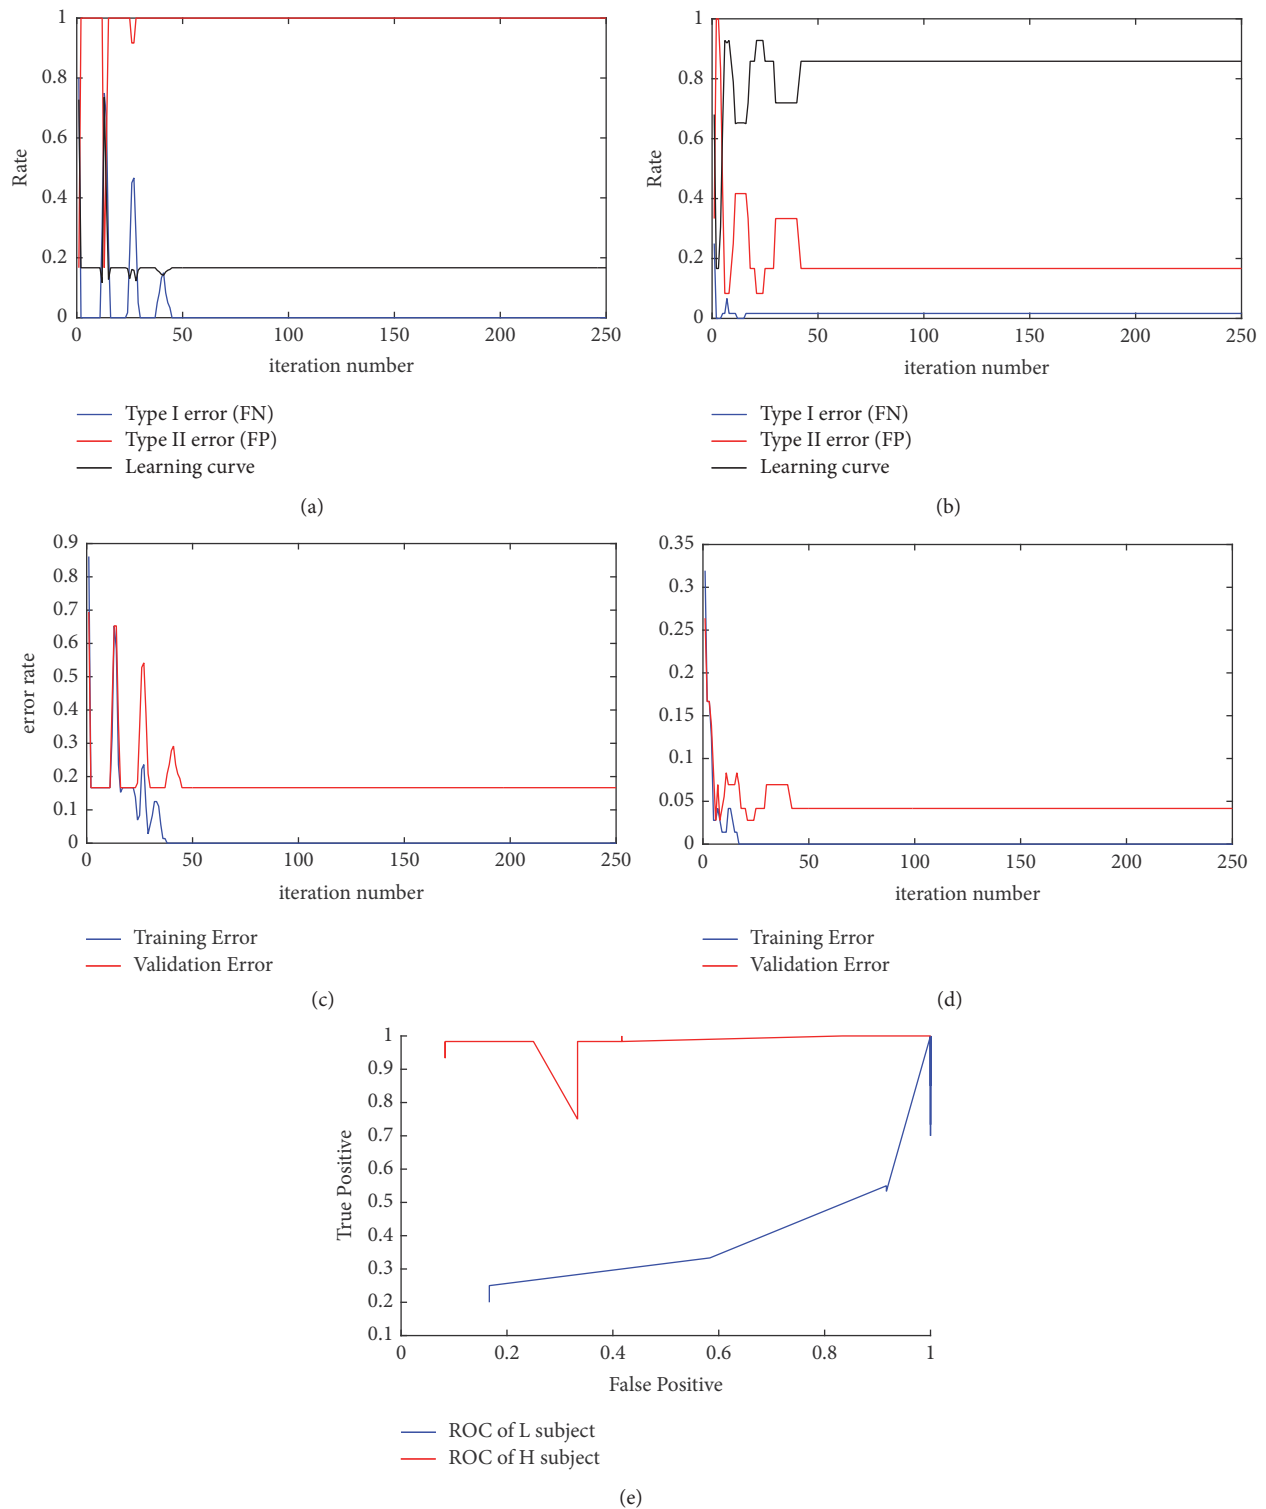 1
0.8
0.6
0.4
0.2
0
Rate
0 50 100 150 200 250
iteration number
Type I error (FN)
Type II error (FP)
Learning curve
(a)
1
0.8
0.6
0.4
0.2
0
Rate
0 50 100 150 200 250
iteration number
Type I error (FN)
Type II error (FP)
Learning curve
(b)
0.9
0.8
0.7
0.6
0.5
0.4
0.3
0.2
0.1
0
error rate
0 50 100 150 200 250
iteration number
Training Error
Validation Error
(c)
0.35
0.3
0.25
0.2
0.15
0.1
0.05
0
0 50 100 150 200 250
iteration number
Training Error
Validation Error
(d)
1
0.9
0.8
0.7
0.6
0.5
0.4
0.3
0.2
0.1
True Positive
0 0.2 0.4 0.6 0.8 1
False Positive
ROC of L subject
ROC of H subject
(e)